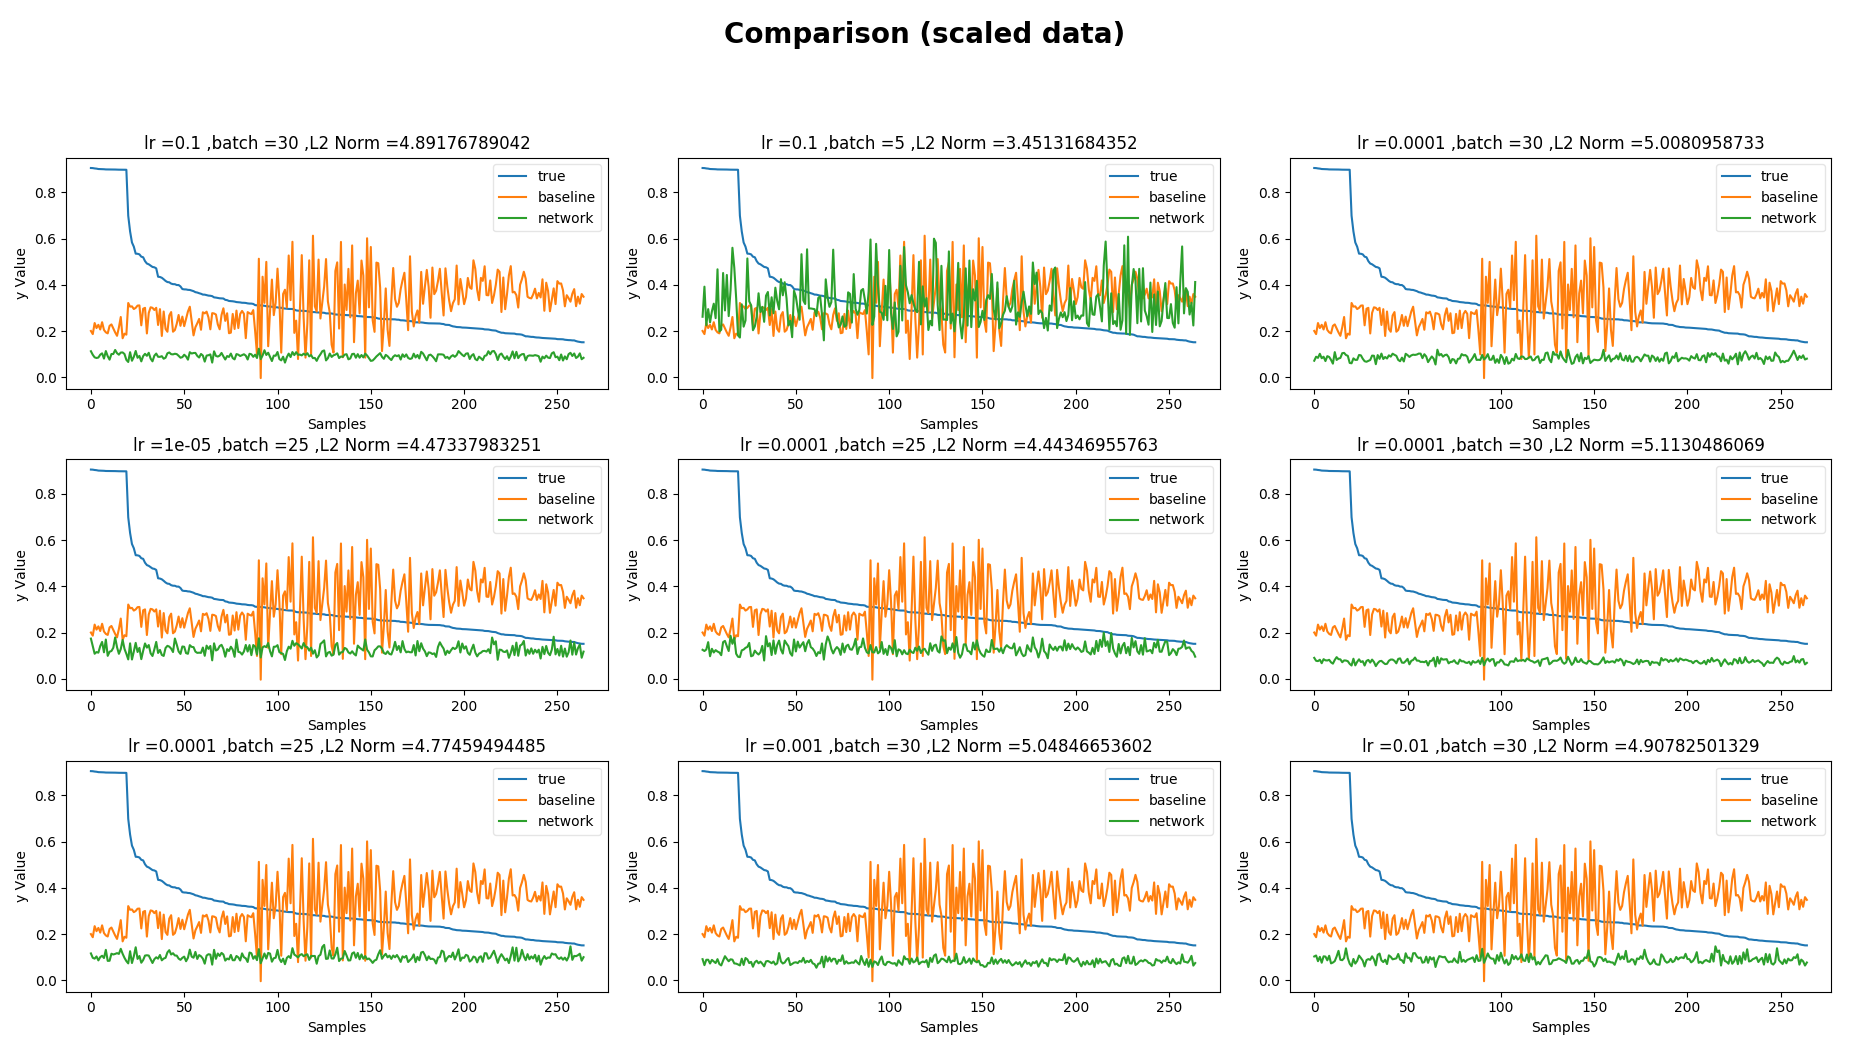 Comparison (scaled data)
lr =0.1 ,batch =30 ,L2 Norm =4.89176789042
true
baseline
network
0.8
0.6
0.4
0.2
0.0
y Value
0 50 100 150 200 250
Samples
lr =0.1 ,batch =5 ,L2 Norm =3.45131684352
true
baseline
network
0.8
0.6
0.4
0.2
0.0
y Value
0 50 100 150 200 250
Samples
lr =0.0001 ,batch =30 ,L2 Norm =5.0080958733
true
baseline
network
0.8
0.6
0.4
0.2
0.0
y Value
0 50 100 150 200 250
Samples
lr =1e-05 ,batch =25 ,L2 Norm =4.47337983251
true
baseline
network
0.8
0.6
0.4
0.2
0.0
y Value
0 50 100 150 200 250
Samples
lr =0.0001 ,batch =25 ,L2 Norm =4.44346955763
true
baseline
network
0.8
0.6
0.4
0.2
0.0
y Value
0 50 100 150 200 250
Samples
lr =0.0001 ,batch =30 ,L2 Norm =5.1130486069
true
baseline
network
0.8
0.6
0.4
0.2
0.0
y Value
0 50 100 150 200 250
Samples
lr =0.0001 ,batch =25 ,L2 Norm =4.77459494485
true
baseline
network
0.8
0.6
0.4
0.2
0.0
y Value
0 50 100 150 200 250
Samples
lr =0.001 ,batch =30 ,L2 Norm =5.04846653602
true
baseline
network
0.8
0.6
0.4
0.2
0.0
y Value
0 50 100 150 200 250
Samples
lr =0.01 ,batch =30 ,L2 Norm =4.90782501329
true
baseline
network
0.8
0.6
0.4
0.2
0.0
y Value
0 50 100 150 200 250
Samples